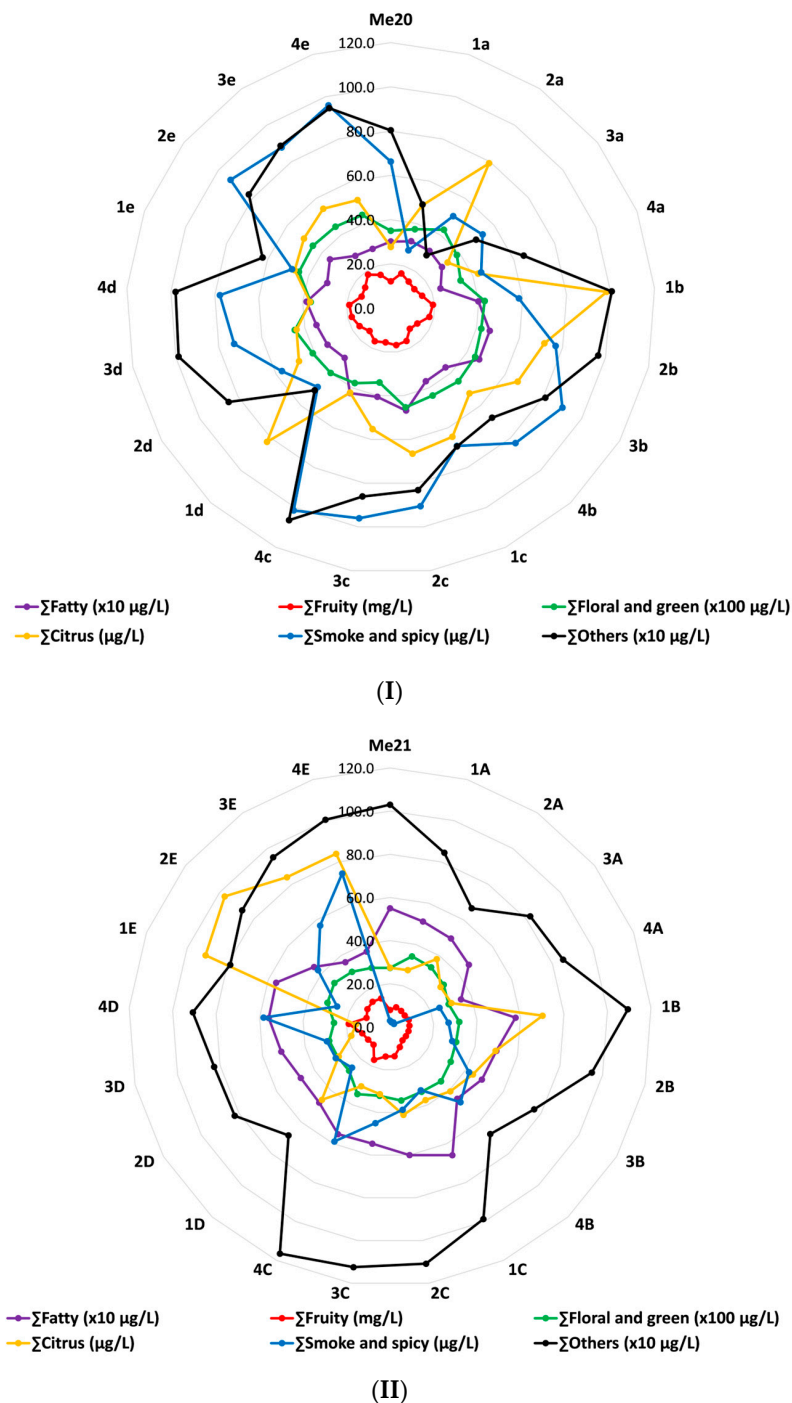 Me20
120.0
4e
1a
3e
100.0
2a
80.0
2e
3a
60.0
1e
40.0
4a
20.0
4d
0.0
1b
3d
2b
2d
3b
1d
4b
4c
1c
3c
2c
∑Fatty (x10 µg/L)
∑Fruity (mg/L)
∑Floral and green (x100 µg/L)
∑Citrus (µg/L)
∑Smoke and spicy (µg/L)
∑Others (x10 µg/L)
(I)
Me21
120.0
4E
1A
3E
100.0
2A
80.0
2E
3A
60.0
1E
40.0
4A
20.0
4D
0.0
1B
3D
2B
2D
3B
1D
4B
4C
1C
3C
2C
∑Fatty (x10 µg/L)
∑Fruity (mg/L)
∑Floral and green (x100 µg/L)
∑Citrus (µg/L)
∑Smoke and spicy (µg/L)
∑Others (x10 µg/L)
(II)